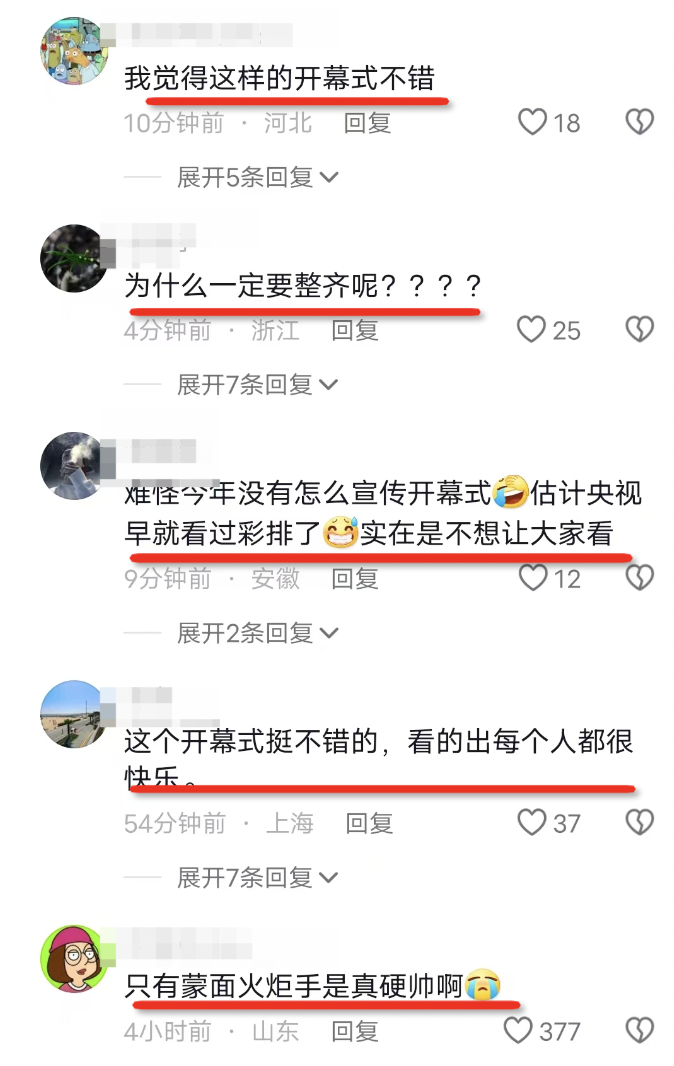 我觉得这样的开幕式不错
10分钟前 · 河北 回复 18
展开5条回复
为什么一定要整齐呢？？？？
4分钟前 · 浙江 回复 25
展开7条回复
难怪今年没有怎么宣传开幕式🤣估计央视
早就看过彩排了😅实在是不想让大家看
9分钟前 · 安徽 回复 12
展开2条回复
这个开幕式挺不错的，看的出每个人都很
快乐。
54分钟前 · 上海 回复 37
展开7条回复
只有蒙面火炬手是真硬帅啊😭
4小时前 · 山东 回复 377